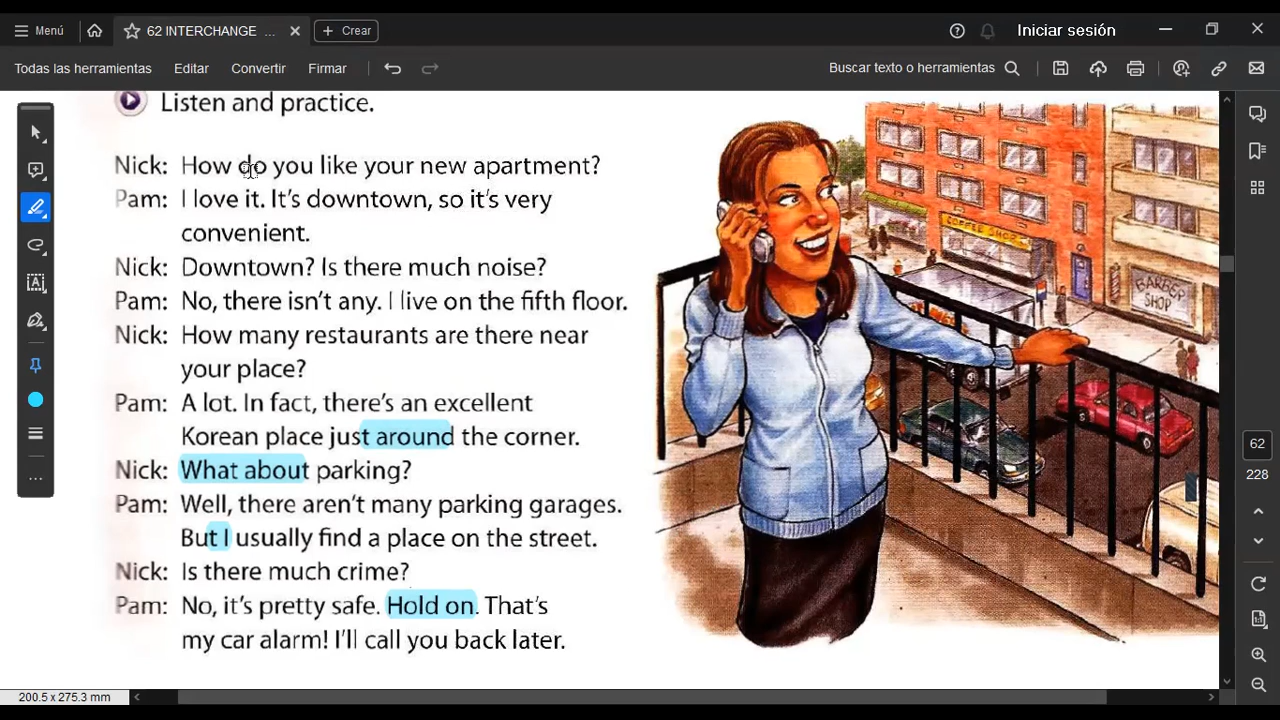 Menú
62 INTERCHANGE ...
Crear
Iniciar sesión
Todas las herramientas
Editar
Convertir
Firmar
Buscar texto o herramientas
Listen and practice.
Nick: How do you like your new apartment?
Pam: I love it. It's downtown, so it's very
convenient.
Nick: Downtown? Is there much noise?
Pam: No, there isn't any. I live on the fifth floor.
Nick: How many restaurants are there near
your place?
Pam: A lot. In fact, there's an excellent
Korean place just around the corner.
Nick: What about parking?
Pam: Well, there aren't many parking garages.
But I usually find a place on the street.
Nick: Is there much crime?
Pam: No, it's pretty safe. Hold on. That's
my car alarm! I'll call you back later.
COFFEE SHOP
BARBER
SHOP
62
228
200.5 x 275.3 mm